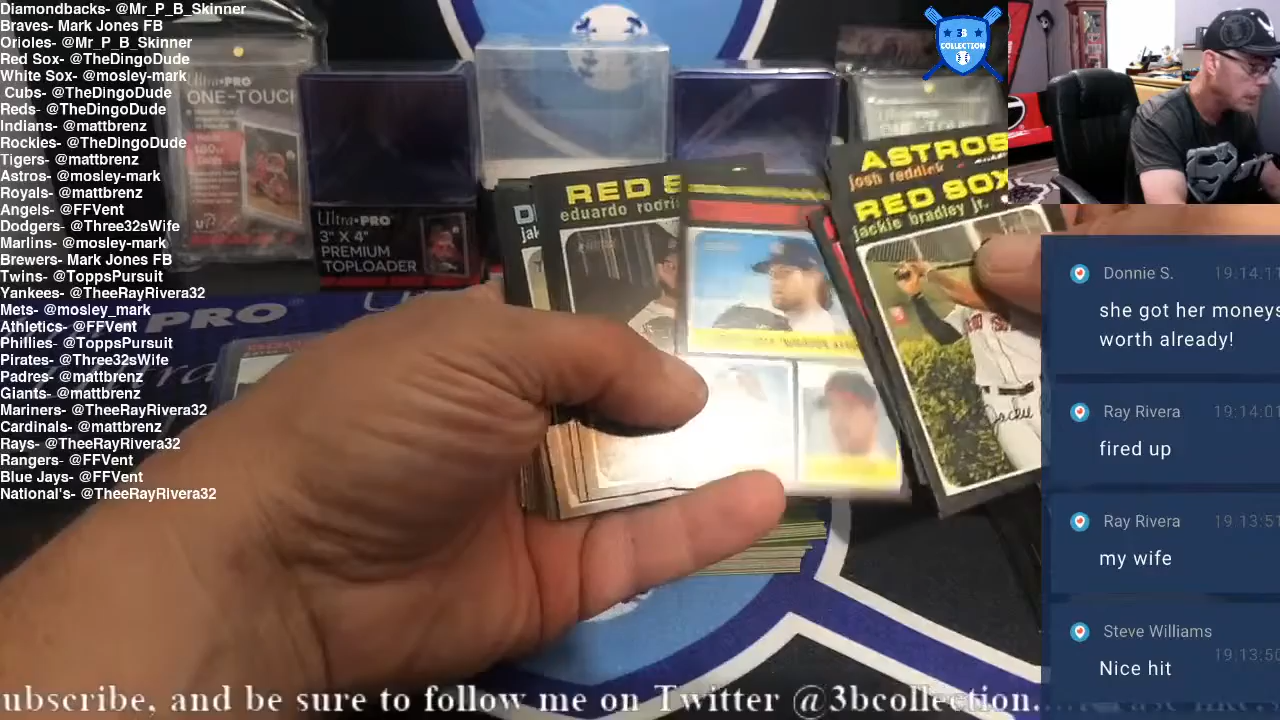 Diamondbacks- @Mr_P_B_Skinner
Braves- Mark Jones FB
Orioles- @Mr_P_B_Skinner
Red Sox- @TheDingoDude
White Sox- @mosley-mark
Cubs- @TheDingoDude
Reds- @TheDingoDude
Indians- @mattbrenz
Rockies- @TheDingoDude
Tigers- @mattbrenz
Astros- @mosley-mark
Royals- @mattbrenz
Angels- @FFVent
Dodgers- @Three32sWife
Marlins- @mosley-mark
Brewers- Mark Jones FB
Twins- @ToppsPursuit
Yankees- @TheeRayRivera32
Mets- @mosley_mark
Athletics- @FFVent
Phillies- @ToppsPursuit
Pirates- @Three32sWife
Padres- @mattbrenz
Giants- @mattbrenz
Mariners- @TheeRayRivera32
Cardinals- @mattbrenz
Rays- @TheeRayRivera32
Rangers- @FFVent
Blue Jays- @FFVent
National's- @TheeRayRivera32
Ultra•PRO
ONE-TOUCH
Ultra•PRO
3" X 4"
PREMIUM
TOPLOADER
PRO
3B
COLLECTION
RED S
eduardo rodri
ASTROS
josh reddick
RED SOX
jackie bradley jr.
Donnie S. 19:14:1
she got her moneys
worth already!
Ray Rivera 19:14:0
fired up
Ray Rivera 19:13:5
my wife
Steve Williams
19:13:50
Nice hit
ubscribe, and be sure to follow me on Twitter @3bcollection.